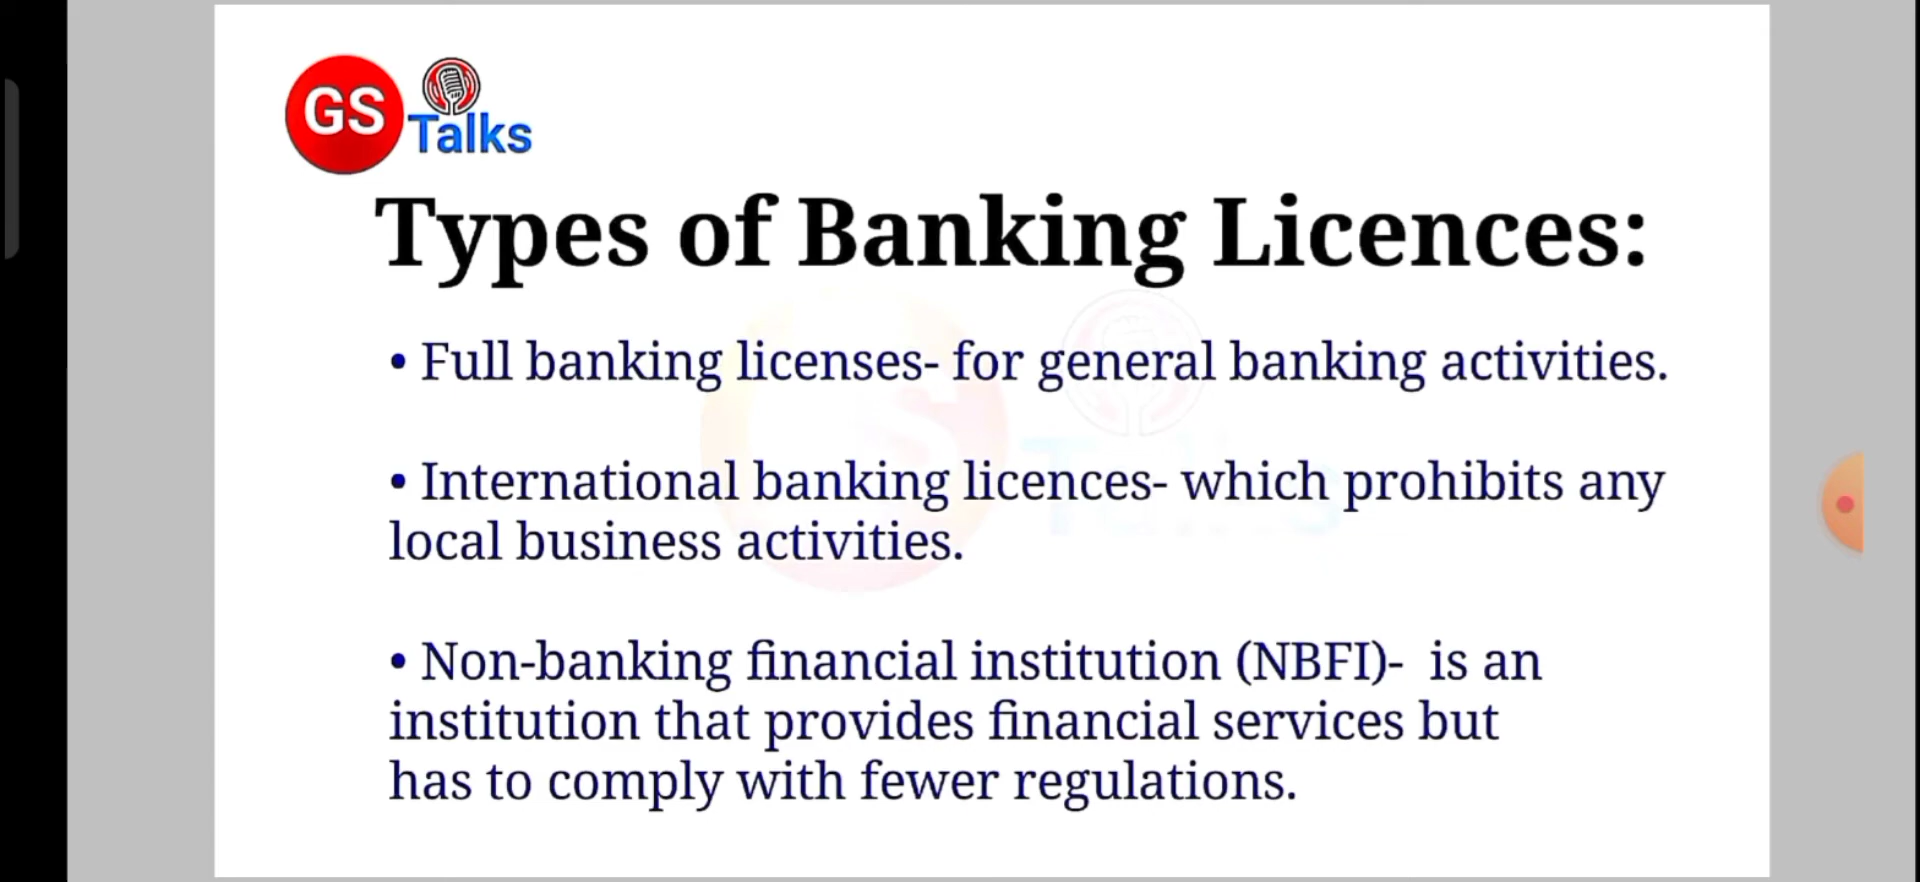 GS Talks
Types of Banking Licences:
• Full banking licenses- for general banking activities.
• International banking licences- which prohibits any
local business activities.
• Non-banking financial institution (NBFI)- is an
institution that provides financial services but
has to comply with fewer regulations.